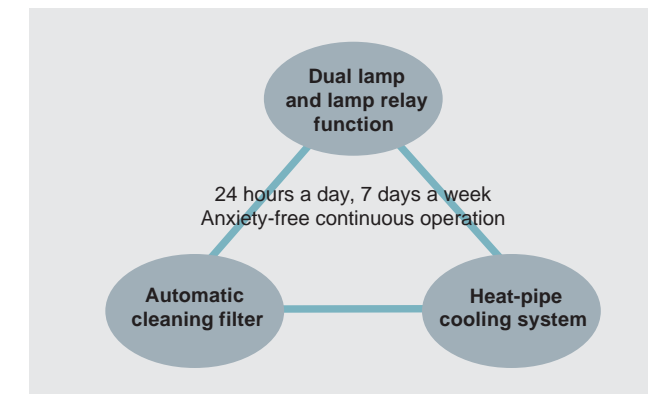 Dual lamp
and lamp relay
function
24 hours a day, 7 days a week
Anxiety-free continuous operation
Automatic
cleaning filter
Heat-pipe
cooling system